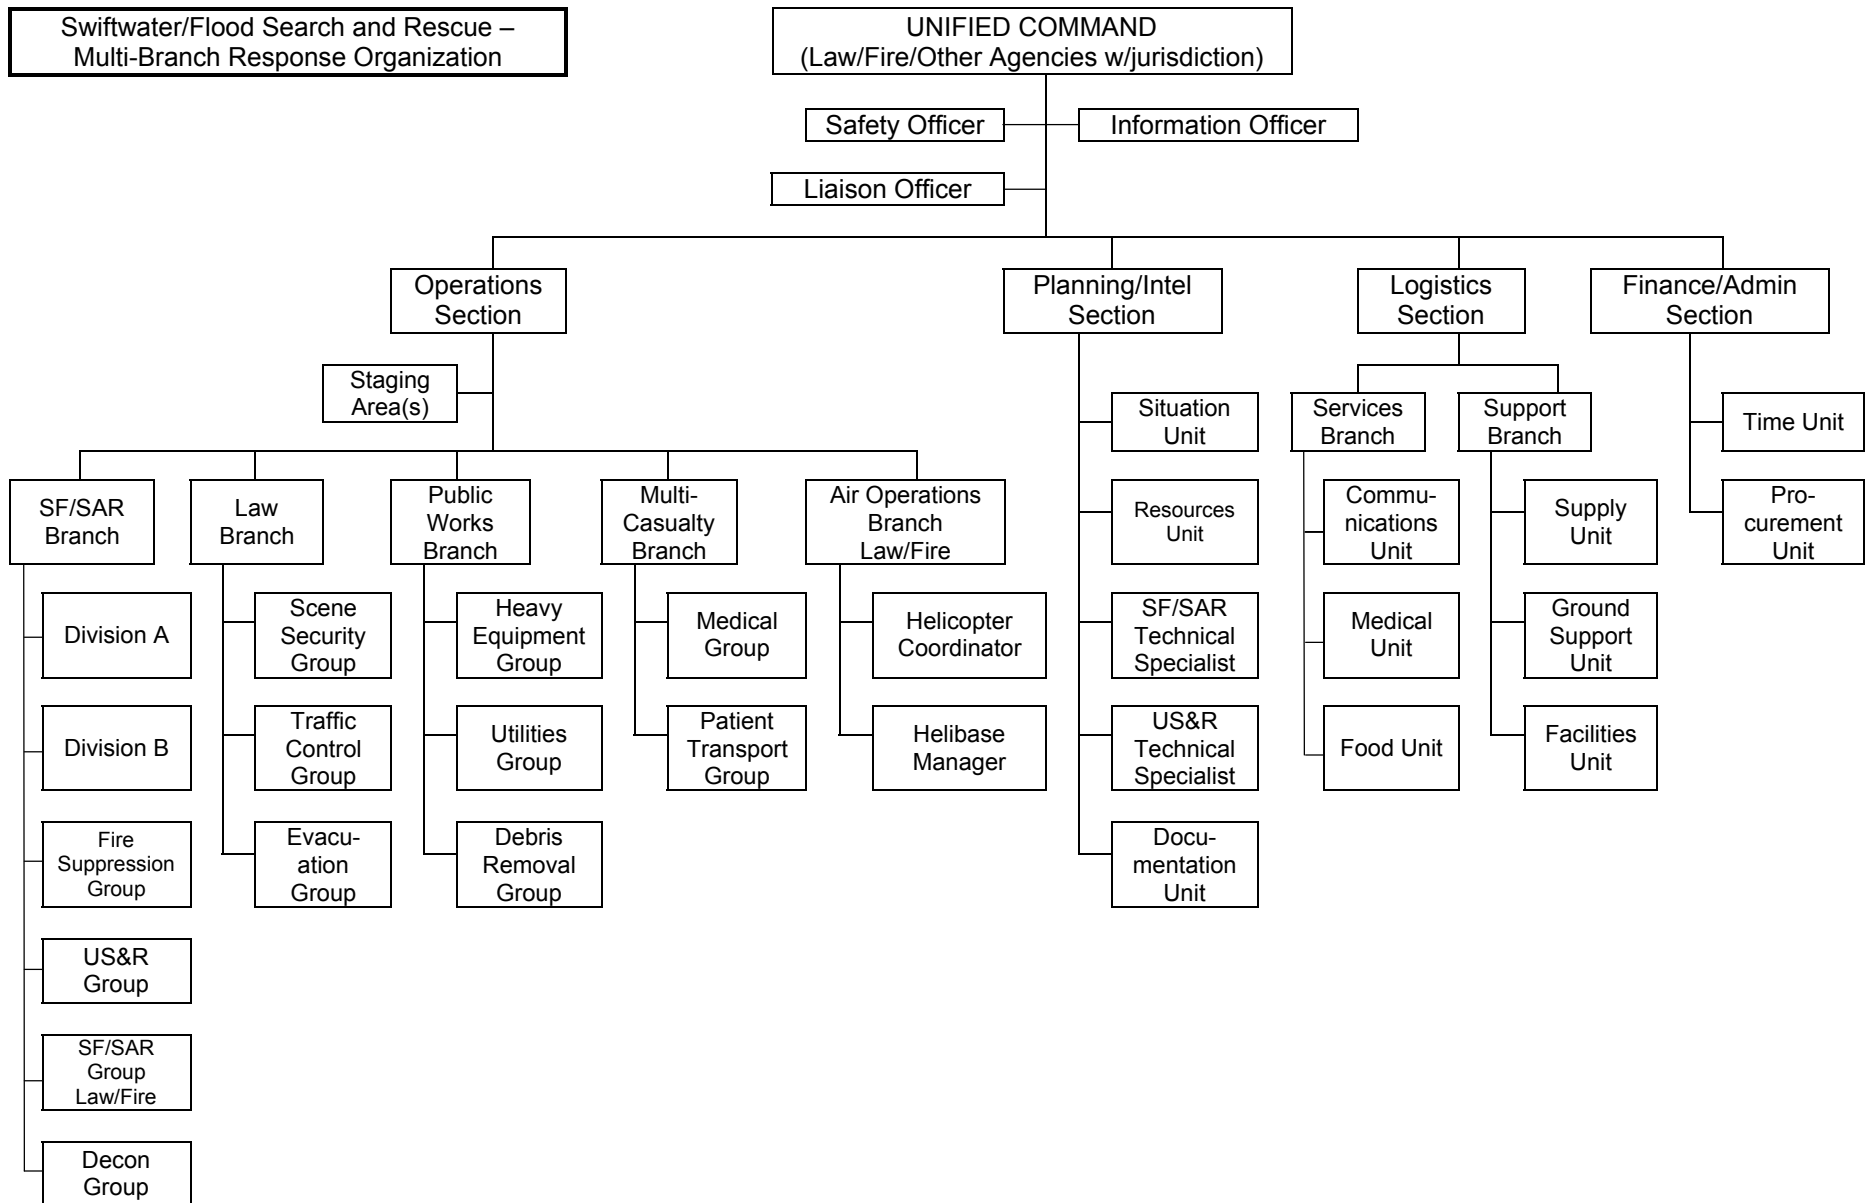 Swiftwater/Flood Search and Rescue –
Multi-Branch Response Organization
UNIFIED COMMAND
(Law/Fire/Other Agencies w/jurisdiction)
Safety Officer
Information Officer
Liaison Officer
Operations
Section
Planning/Intel
Section
Logistics
Section
Finance/Admin
Section
Staging
Area(s)
SF/SAR
Branch
Law
Branch
Public
Works
Branch
Multi-
Casualty
Branch
Air Operations
Branch
Law/Fire
Division A
Division B
Fire
Suppression
Group
US&R
Group
SF/SAR
Group
Law/Fire
Decon
Group
Scene
Security
Group
Traffic
Control
Group
Evacu-
ation
Group
Heavy
Equipment
Group
Utilities
Group
Debris
Removal
Group
Medical
Group
Patient
Transport
Group
Helicopter
Coordinator
Helibase
Manager
Situation
Unit
Resources
Unit
SF/SAR
Technical
Specialist
US&R
Technical
Specialist
Docu-
mentation
Unit
Services
Branch
Support
Branch
Commu-
nications
Unit
Medical
Unit
Food Unit
Supply
Unit
Ground
Support
Unit
Facilities
Unit
Time Unit
Pro-
curement
Unit